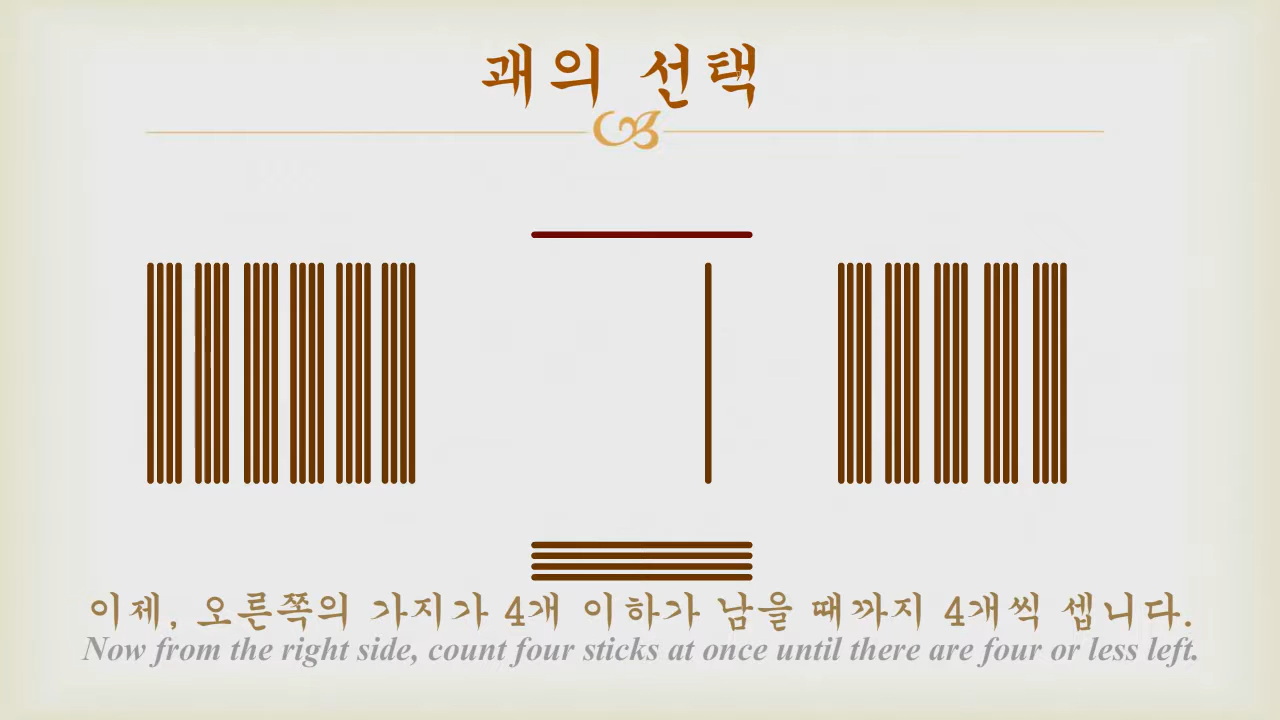 괘의 선택
이제, 오른쪽의 가지가 4개 이하가 남을 때까지 4개씩 셉니다.
Now from the right side, count four sticks at once until there are four or less left.